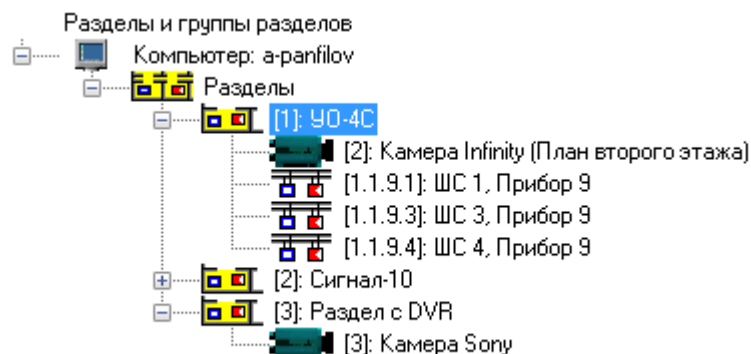 Разделы и группы разделов
Компьютер: a-panfilov
Разделы
[1]: УО-4С
[2]: Камера Infinity (План второго этажа)
[1.1.9.1]: ШС 1, Прибор 9
[1.1.9.3]: ШС 3, Прибор 9
[1.1.9.4]: ШС 4, Прибор 9
[2]: Сигнал-10
[3]: Раздел с DVR
[3]: Камера Sony